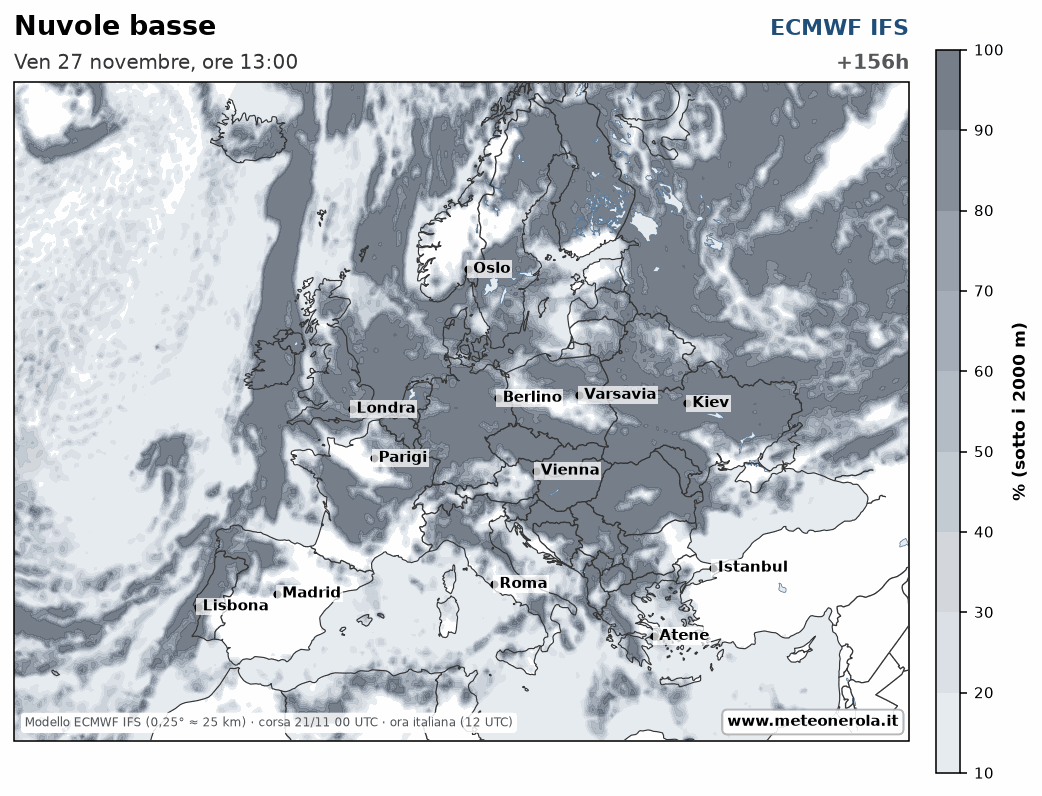 Nuvole basse
ECMWF IFS
Ven 27 novembre, ore 13:00
+156h
100
90
80
70
60
50
40
30
20
10
% (sotto i 2000 m)
Oslo
Londra
Berlino
Varsavia
Kiev
Parigi
Vienna
Istanbul
Roma
Madrid
Lisbona
Atene
Modello ECMWF IFS (0,25° ≈ 25 km) · corsa 21/11 00 UTC · ora italiana (12 UTC)
www.meteonerola.it